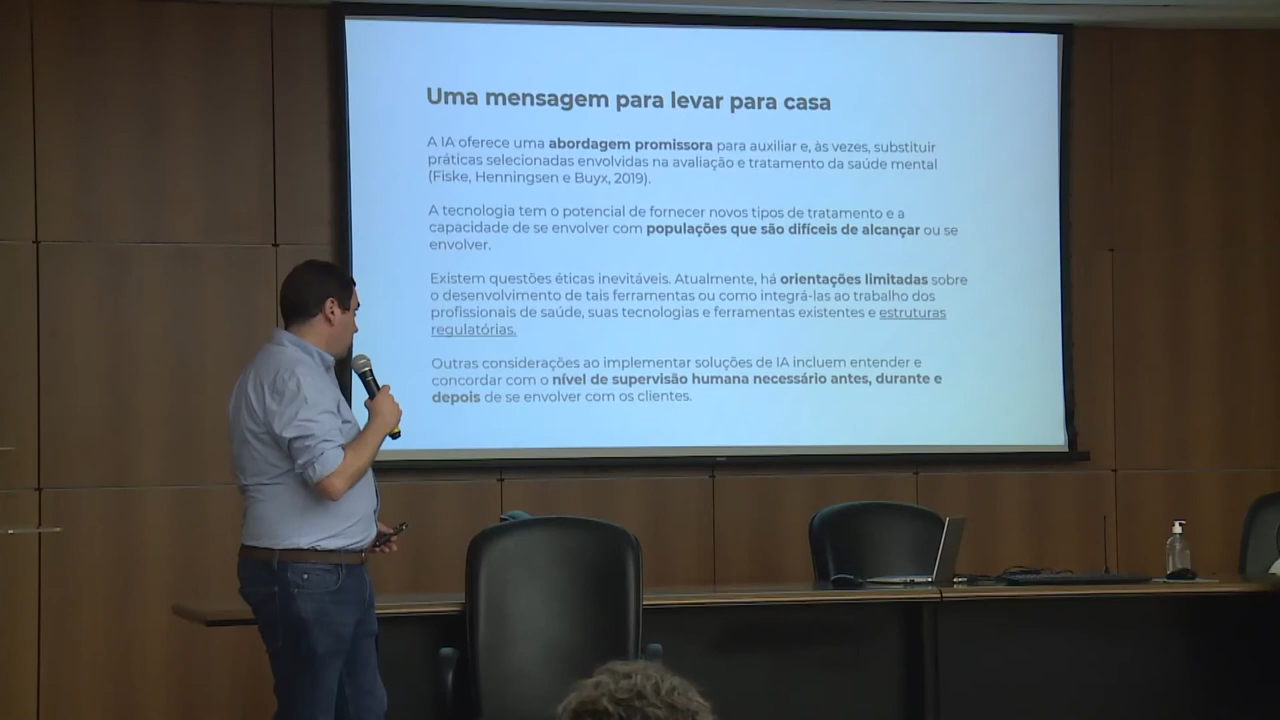 Uma mensagem para levar para casa
A IA oferece uma abordagem promissora para auxiliar e, às vezes, substituir
práticas selecionadas envolvidas na avaliação e tratamento da saúde mental
(Fiske, Henningsen e Buyx, 2019).
A tecnologia tem o potencial de fornecer novos tipos de tratamento e a
capacidade de se envolver com populações que são difíceis de alcançar ou se
envolver.
Existem questões éticas inevitáveis. Atualmente, há orientações limitadas sobre
o desenvolvimento de tais ferramentas ou como integrá-las ao trabalho dos
profissionais de saúde, suas tecnologias e ferramentas existentes e estruturas
regulatórias.
Outras considerações ao implementar soluções de IA incluem entender e
concordar com o nível de supervisão humana necessário antes, durante e
depois de se envolver com os clientes.